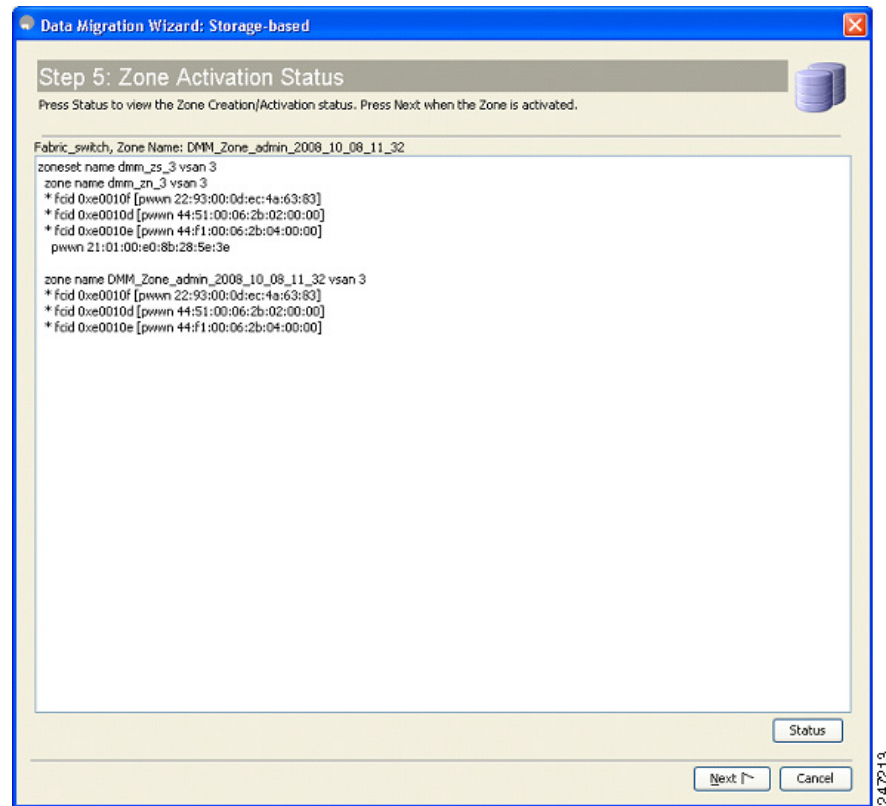 Data Migration Wizard: Storage-based
Step 5: Zone Activation Status
Press Status to view the Zone Creation/Activation status. Press Next when the Zone is activated.
Fabric_switch, Zone Name: DMM_Zone_admin_2008_10_08_11_32
zoneset name dmm_zs_3 vsan 3
zone name dmm_zn_3 vsan 3
* fcid 0xe0010f [pwwn 22:93:00:0d:ec:4a:63:83]
* fcid 0xe0010d [pwwn 44:51:00:06:2b:02:00:00]
* fcid 0xe0010e [pwwn 44:f1:00:06:2b:04:00:00]
pwwn 21:01:00:e0:8b:28:5e:3e
zone name DMM_Zone_admin_2008_10_08_11_32 vsan 3
* fcid 0xe0010f [pwwn 22:93:00:0d:ec:4a:63:83]
* fcid 0xe0010d [pwwn 44:51:00:06:2b:02:00:00]
* fcid 0xe0010e [pwwn 44:f1:00:06:2b:04:00:00]
Status
Next
Cancel
247213